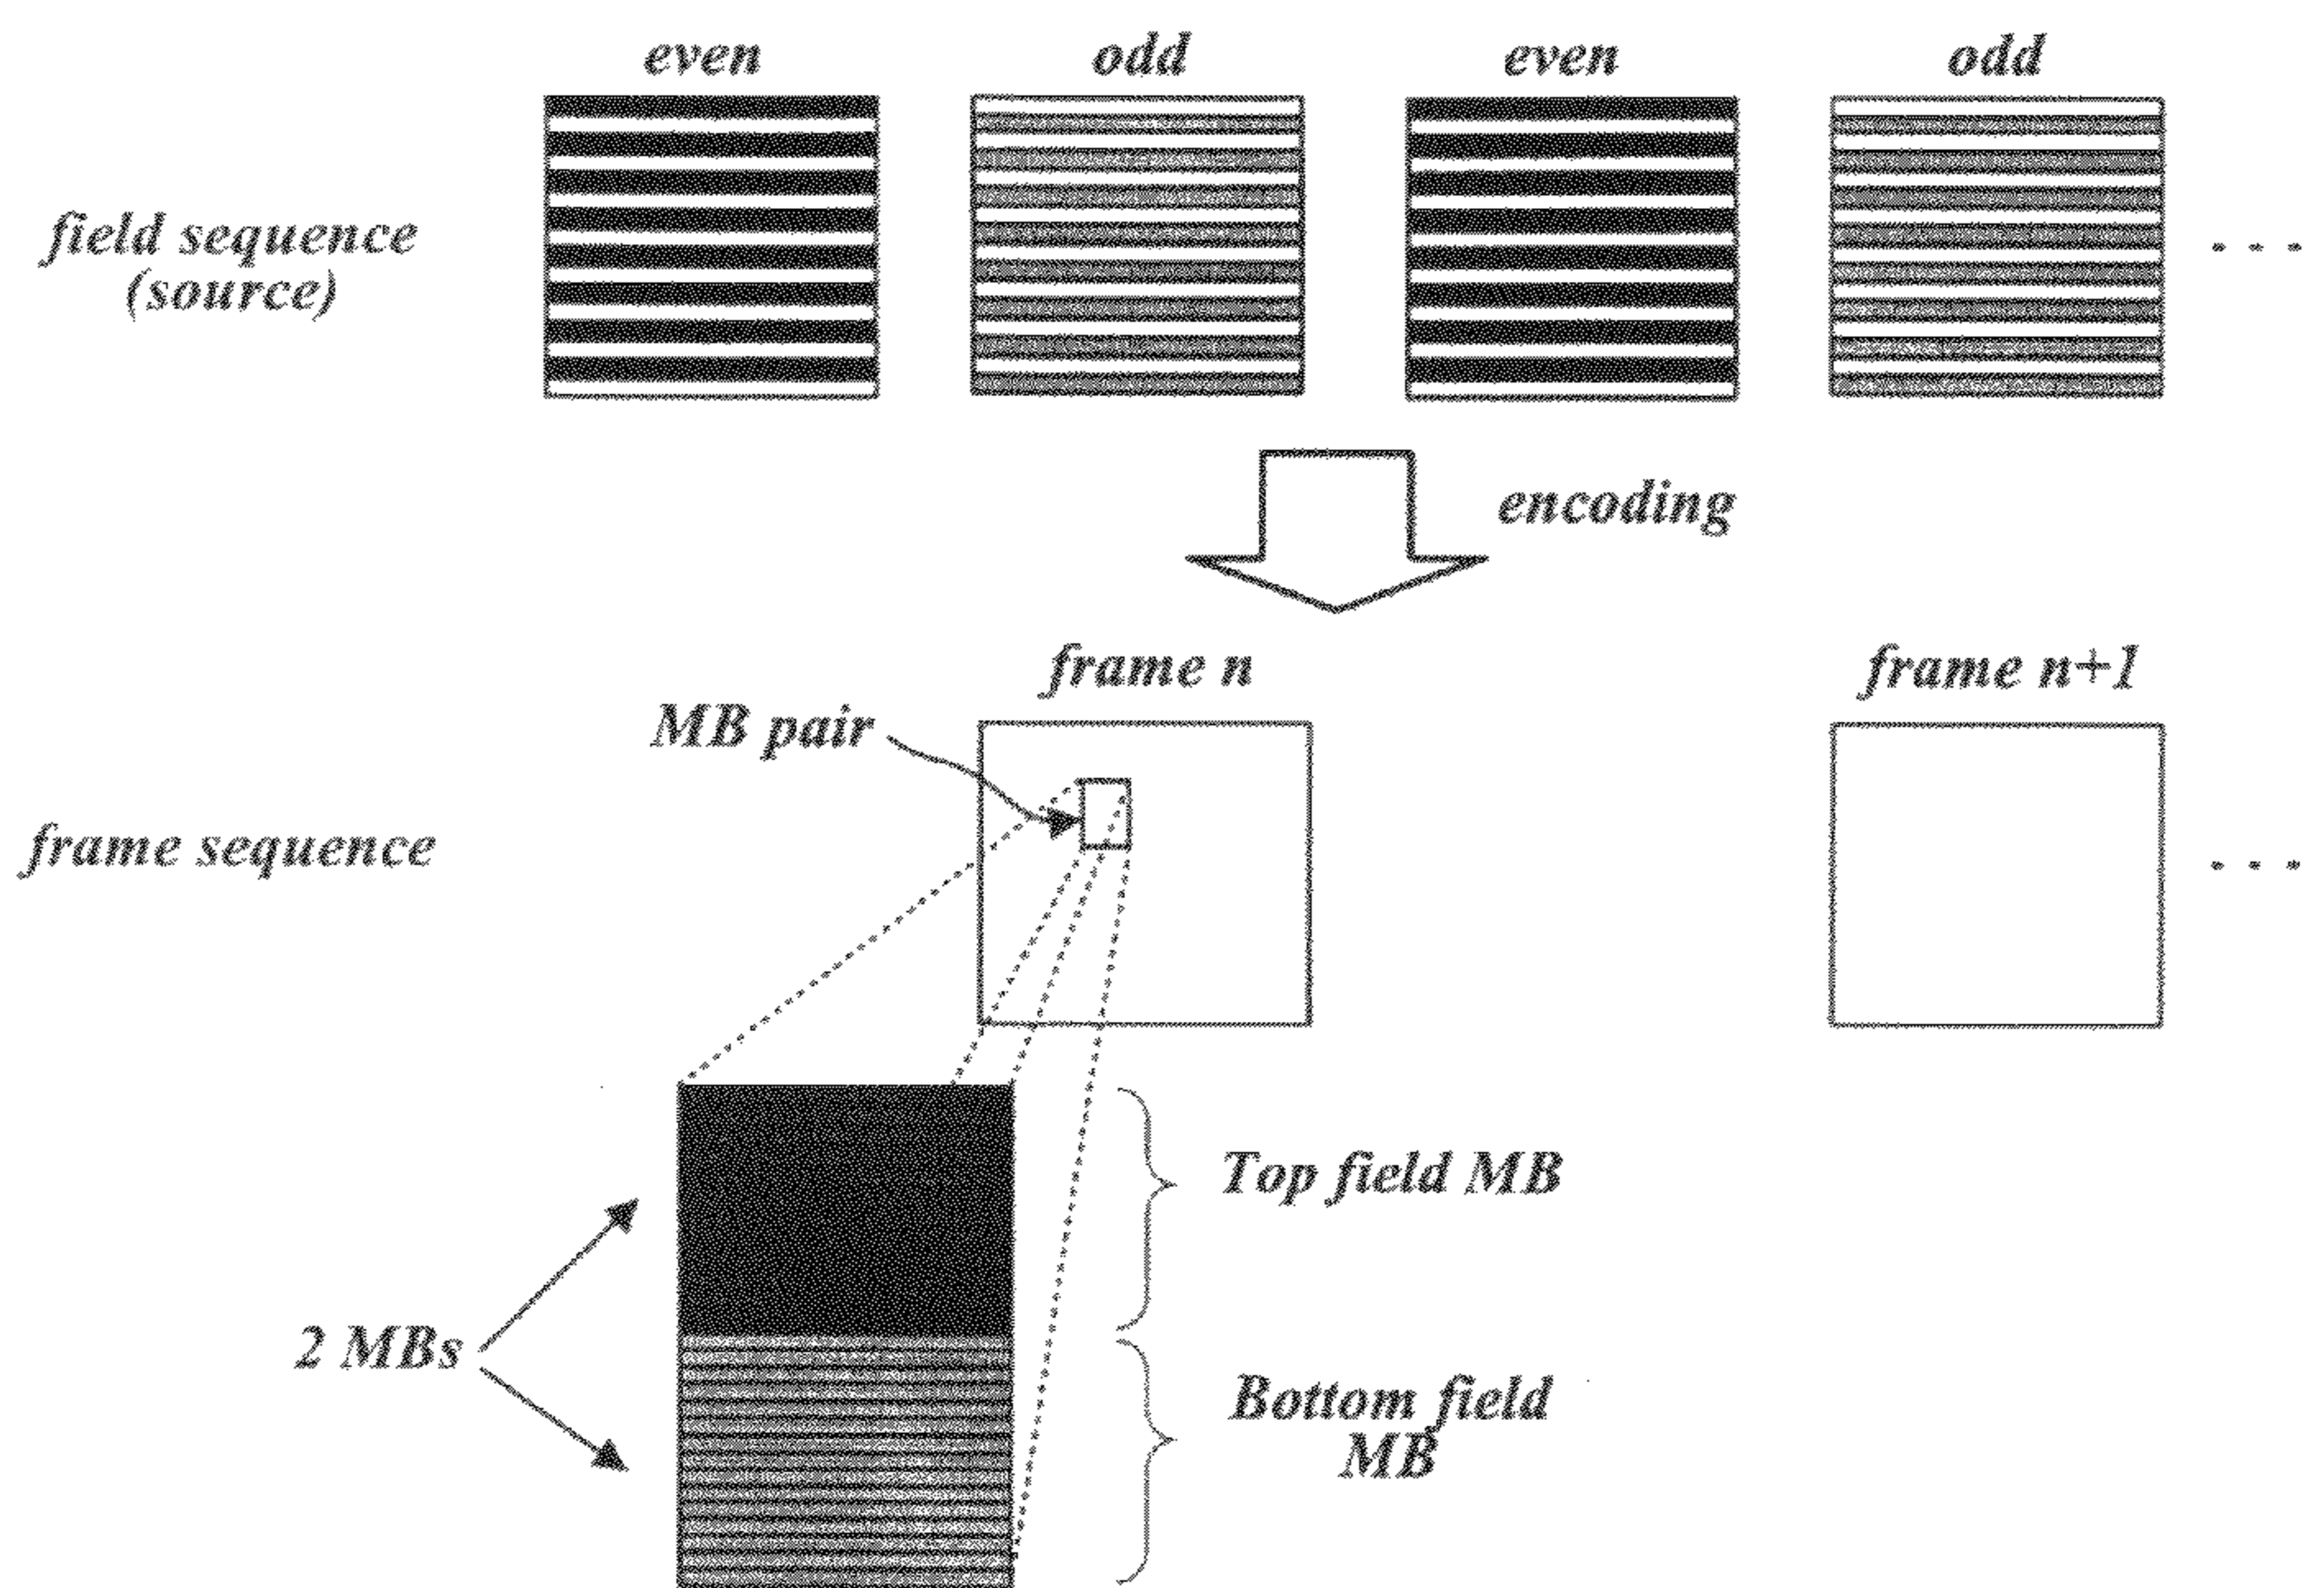 even odd even odd
field sequence
(source)
. . .
encoding
frame n frame n+1
MB pair
frame sequence
. . .
Top field MB
2 MBs
Bottom field
MB